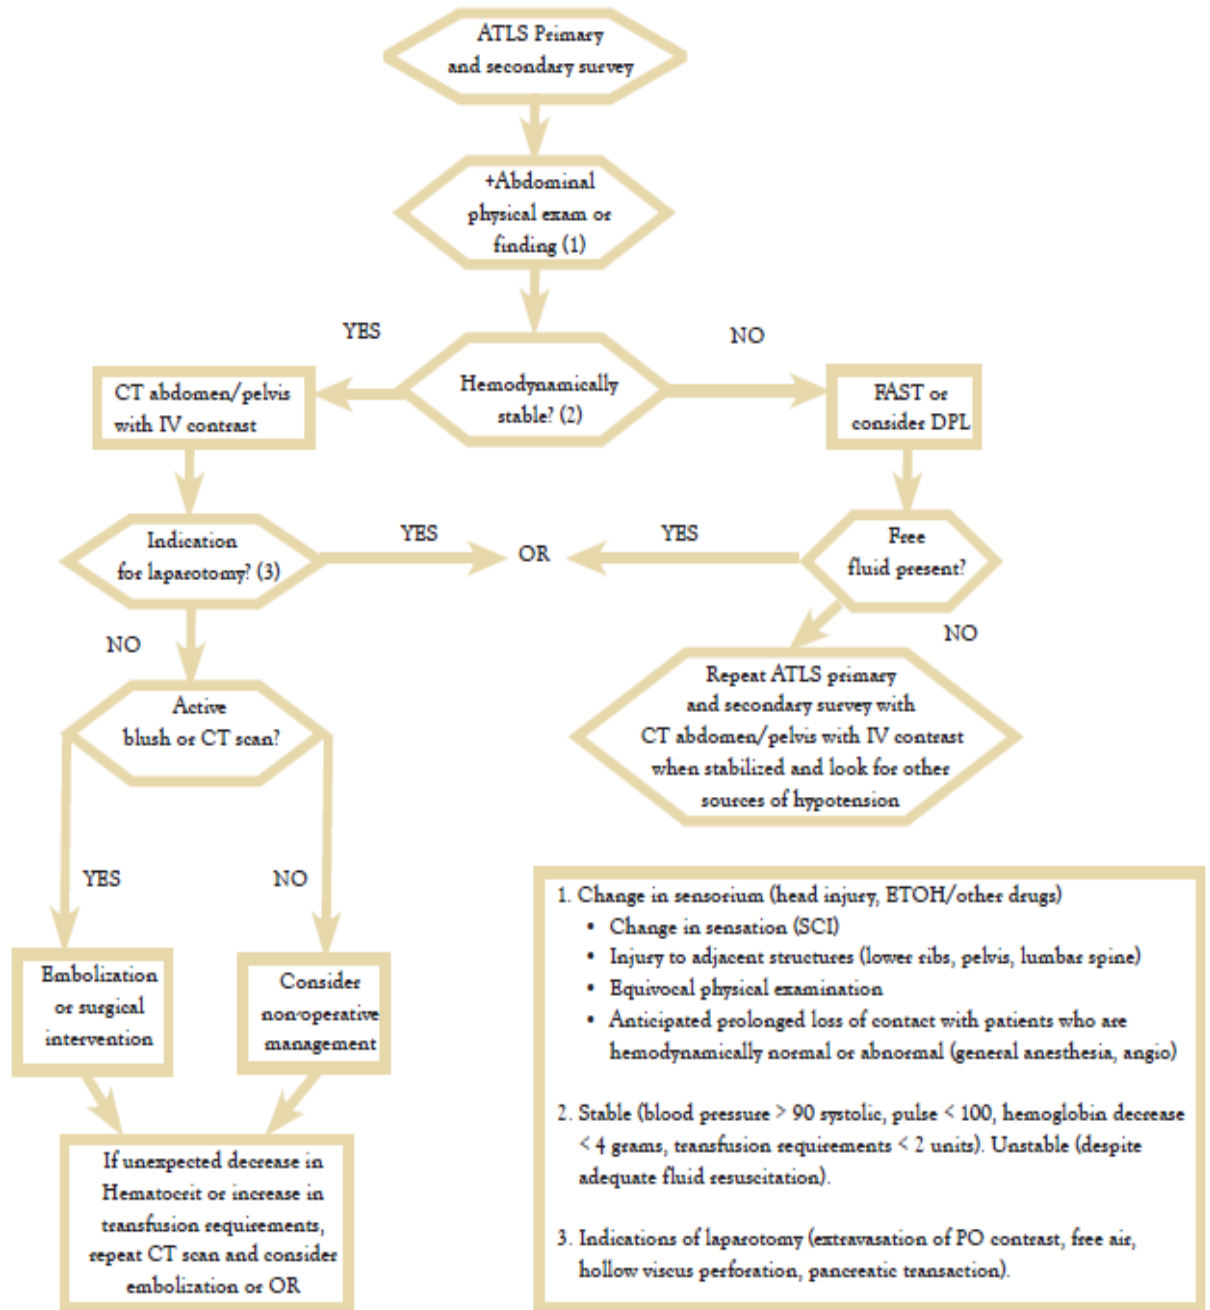 ATLS Primary
and secondary survey
+Abdominal
physical exam or
finding (1)
YES
NO
Hemodynamically
stable? (2)
CT abdomen/pelvis
with IV contrast
FAST or
consider DPL
Indication
for laparotomy? (3)
YES
OR
YES
Free
fluid present?
NO
NO
Active
blush or CT scan?
Repeat ATLS primary
and secondary survey with
CT abdomen/pelvis with IV contrast
when stabilized and look for other
sources of hypotension
YES
NO
Embolization
or surgical
intervention
Consider
non-operative
management
If unexpected decrease in
Hematocrit or increase in
transfusion requirements,
repeat CT scan and consider
embolization or OR
1. Change in sensorium (head injury, ETOH/other drugs)
• Change in sensation (SCI)
• Injury to adjacent structures (lower ribs, pelvis, lumbar spine)
• Equivocal physical examination
• Anticipated prolonged loss of contact with patients who are
hemodynamically normal or abnormal (general anesthesia, angio)
2. Stable (blood pressure > 90 systolic, pulse < 100, hemoglobin decrease
< 4 grams, transfusion requirements < 2 units). Unstable (despite
adequate fluid resuscitation).
3. Indications of laparotomy (extravasation of PO contrast, free air,
hollow viscus perforation, pancreatic transaction).